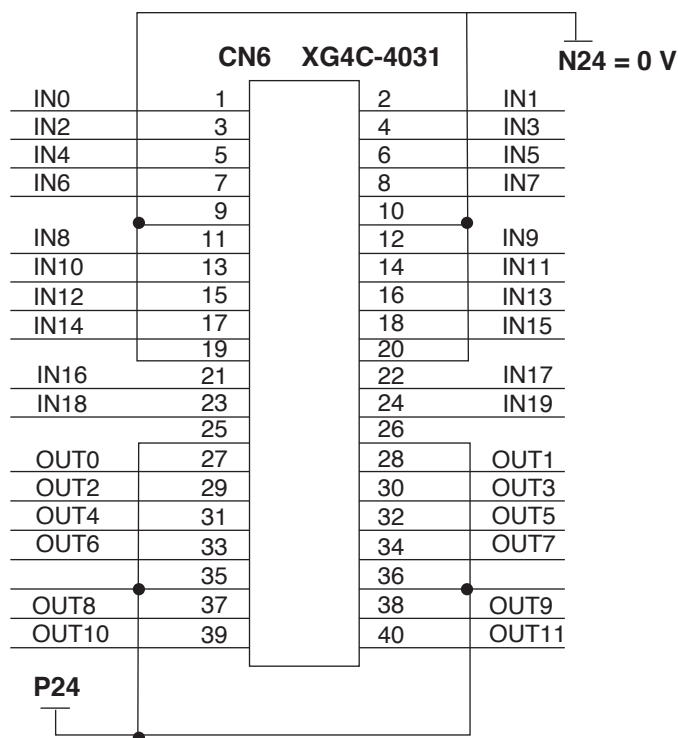 CN6 XG4C-4031
N24 = 0 V
IN0 1 2 IN1
IN2 3 4 IN3
IN4 5 6 IN5
IN6 7 8 IN7
9 10
IN8 11 12 IN9
IN10 13 14 IN11
IN12 15 16 IN13
IN14 17 18 IN15
19 20
IN16 21 22 IN17
IN18 23 24 IN19
25 26
OUT0 27 28 OUT1
OUT2 29 30 OUT3
OUT4 31 32 OUT5
OUT6 33 34 OUT7
35 36
OUT8 37 38 OUT9
OUT10 39 40 OUT11
P24